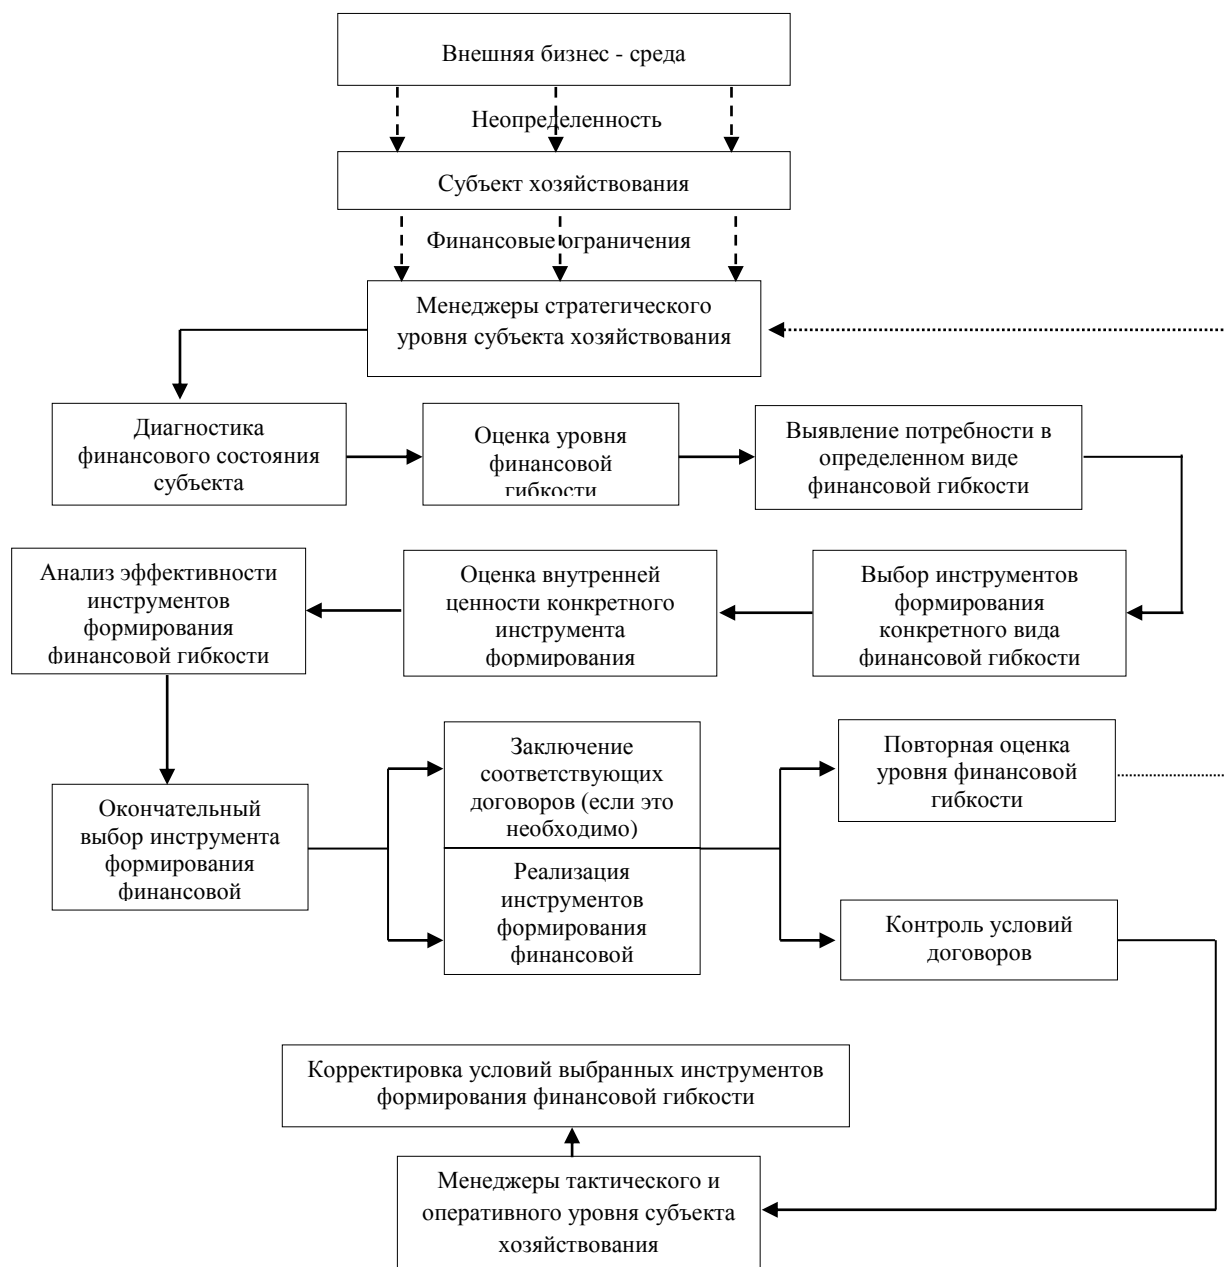 Внешняя бизнес - среда
Неопределенность
Субъект хозяйствования
Финансовые ограничения
Менеджеры стратегического
уровня субъекта хозяйствования
Диагностика
финансового состояния
субъекта
Оценка уровня
финансовой
гибкости
Выявление потребности в
определенном виде
финансовой гибкости
Анализ эффективности
инструментов
формирования
финансовой гибкости
Оценка внутренней
ценности конкретного
инструмента
формирования
Выбор инструментов
формирования
конкретного вида
финансовой гибкости
Окончательный
выбор инструмента
формирования
финансовой
Заключение
соответствующих
договоров (если это
необходимо)
Реализация
инструментов
формирования
финансовой
Повторная оценка
уровня финансовой
гибкости
Контроль условий
договоров
Корректировка условий выбранных инструментов
формирования финансовой гибкости
Менеджеры тактического и
оперативного уровня субъекта
хозяйствования